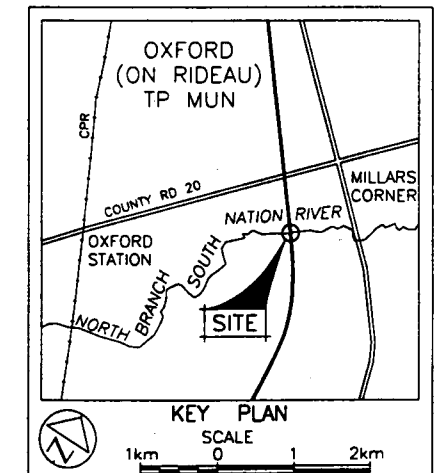 OXFORD
(ON RIDEAU)
TP MUN
CPR
COUNTY RD 20
MILLARS
CORNER
NORTH BRANCH SOUTH NATION RIVER
OXFORD
STATION
SITE
KEY PLAN
N
SCALE
1km 0 1 2km